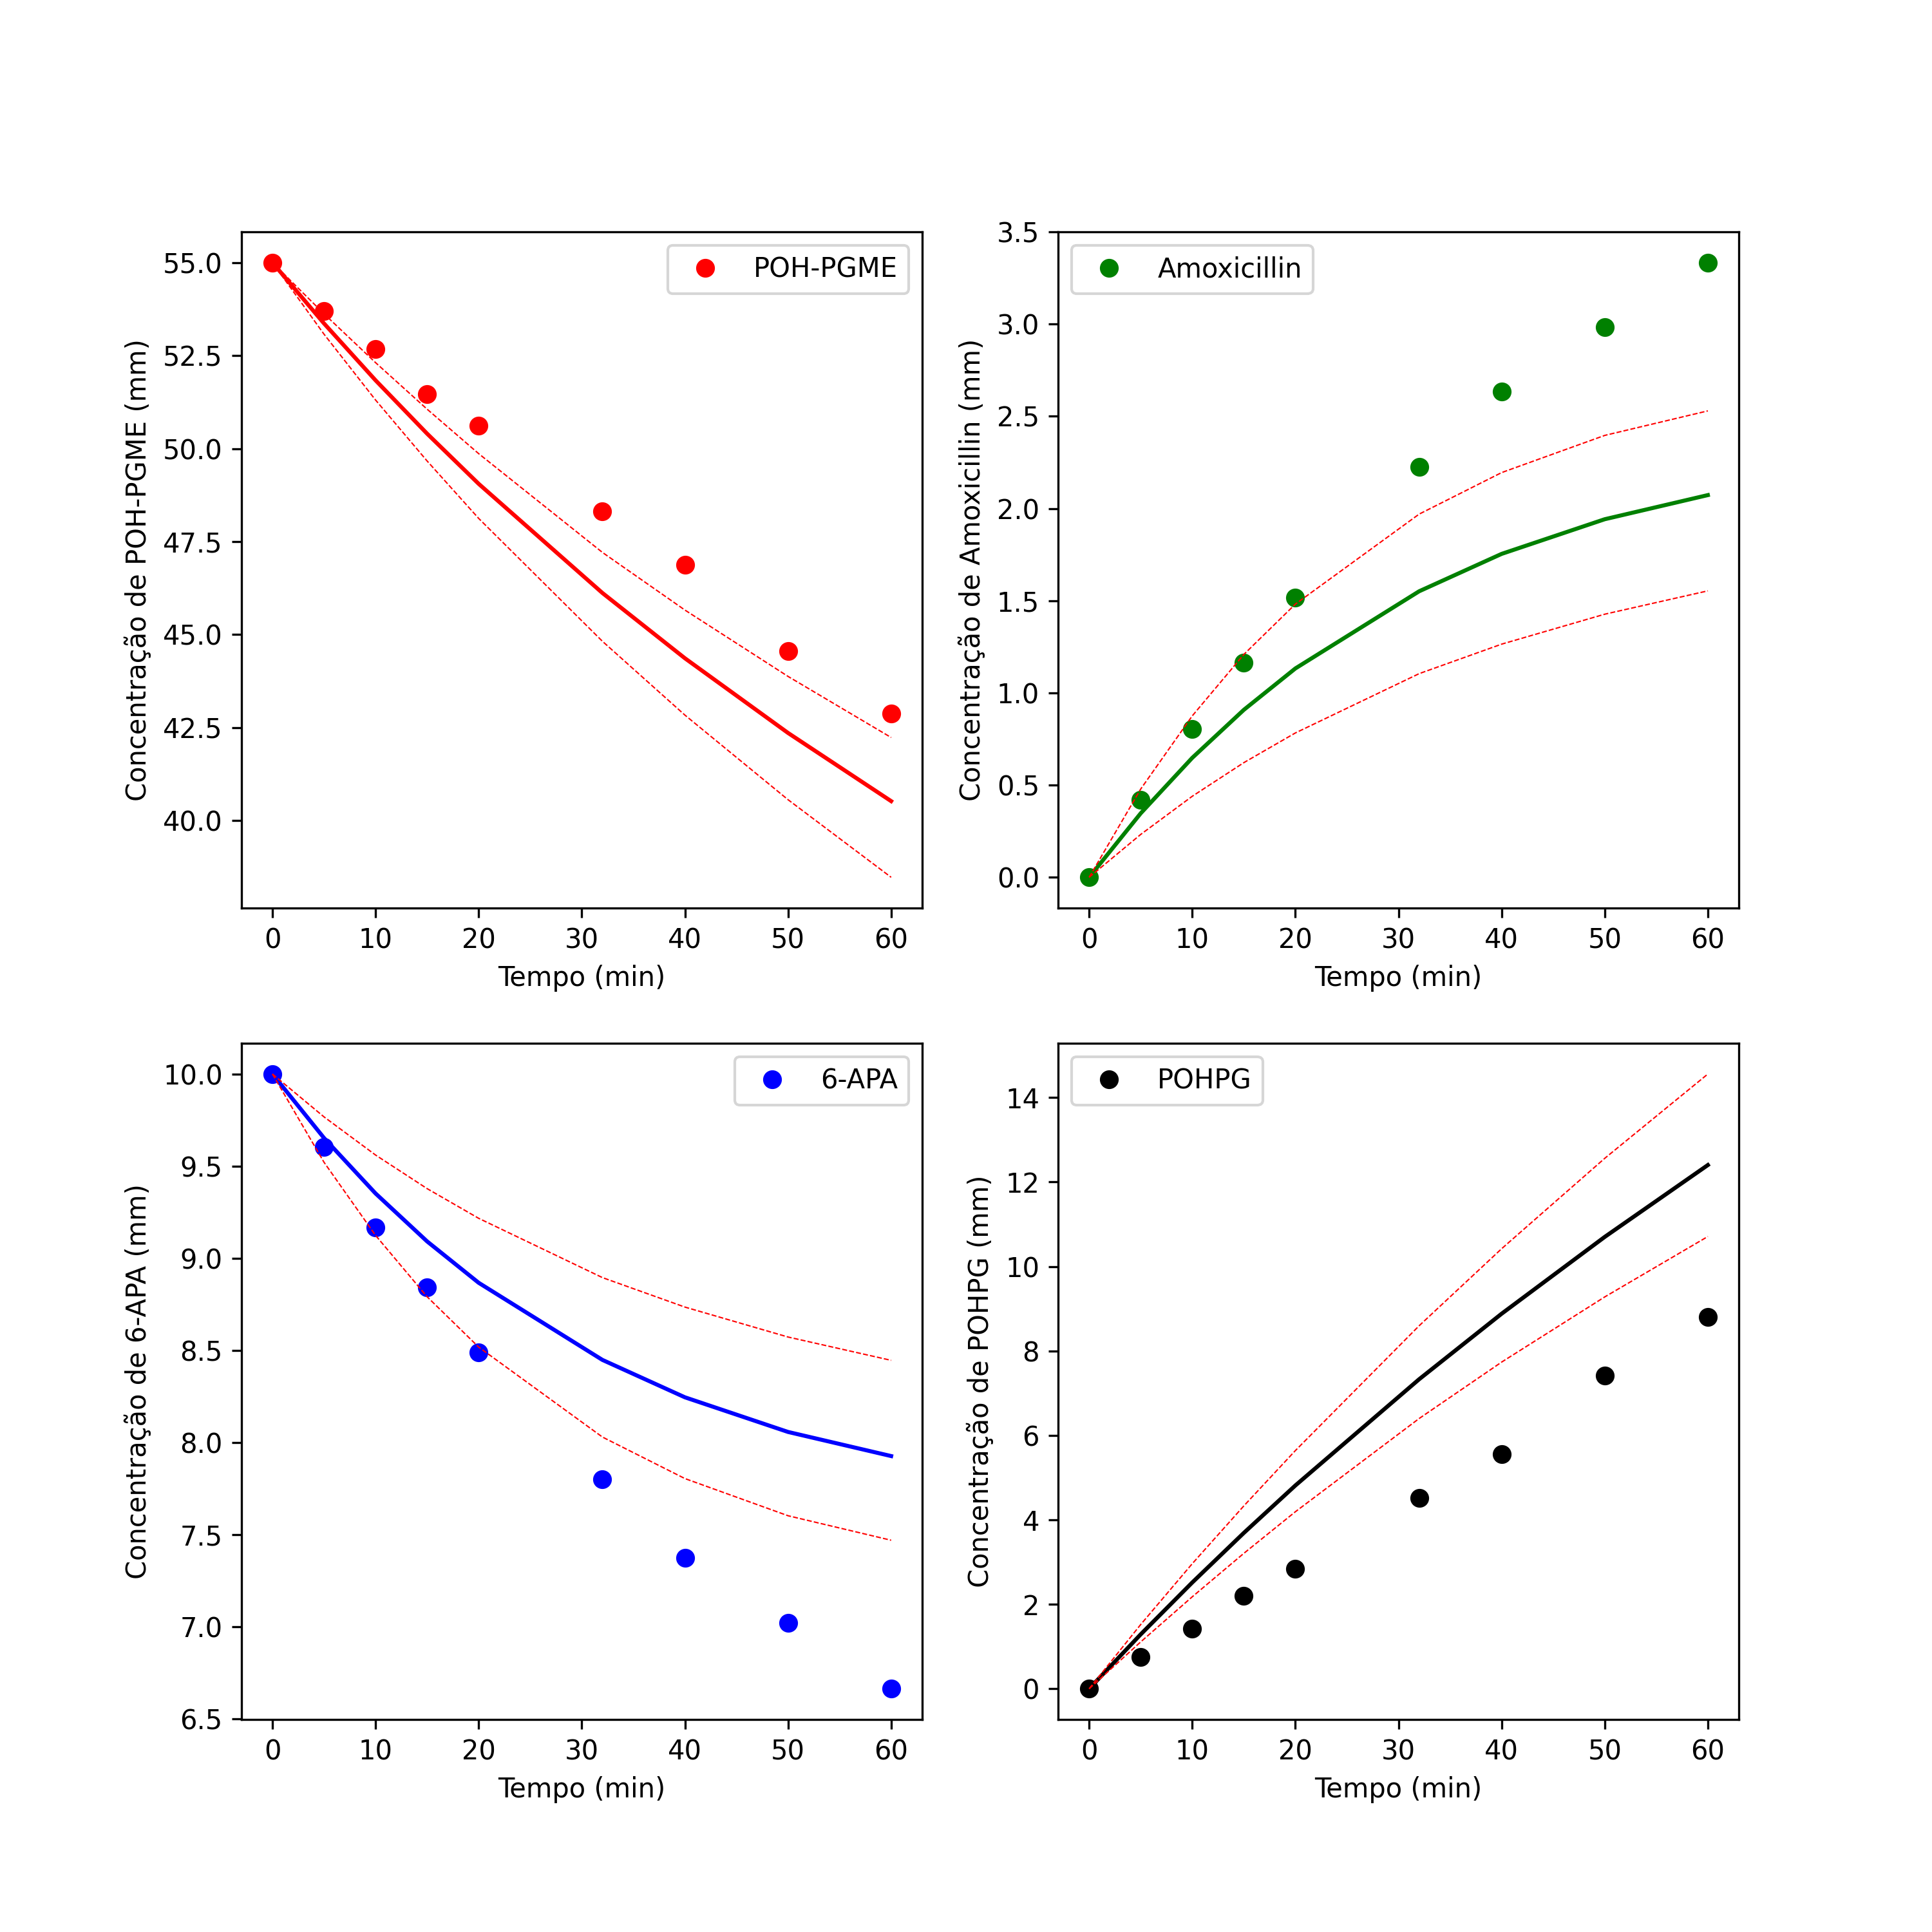 POH-PGME
Concentração de POH-PGME (mm)
55.0
52.5
50.0
47.5
45.0
42.5
40.0
0 10 20 30 40 50 60
Tempo (min)
Amoxicillin
Concentração de Amoxicillin (mm)
3.5
3.0
2.5
2.0
1.5
1.0
0.5
0.0
0 10 20 30 40 50 60
Tempo (min)
6-APA
Concentração de 6-APA (mm)
10.0
9.5
9.0
8.5
8.0
7.5
7.0
6.5
0 10 20 30 40 50 60
Tempo (min)
POHPG
Concentração de POHPG (mm)
14
12
10
8
6
4
2
0
0 10 20 30 40 50 60
Tempo (min)